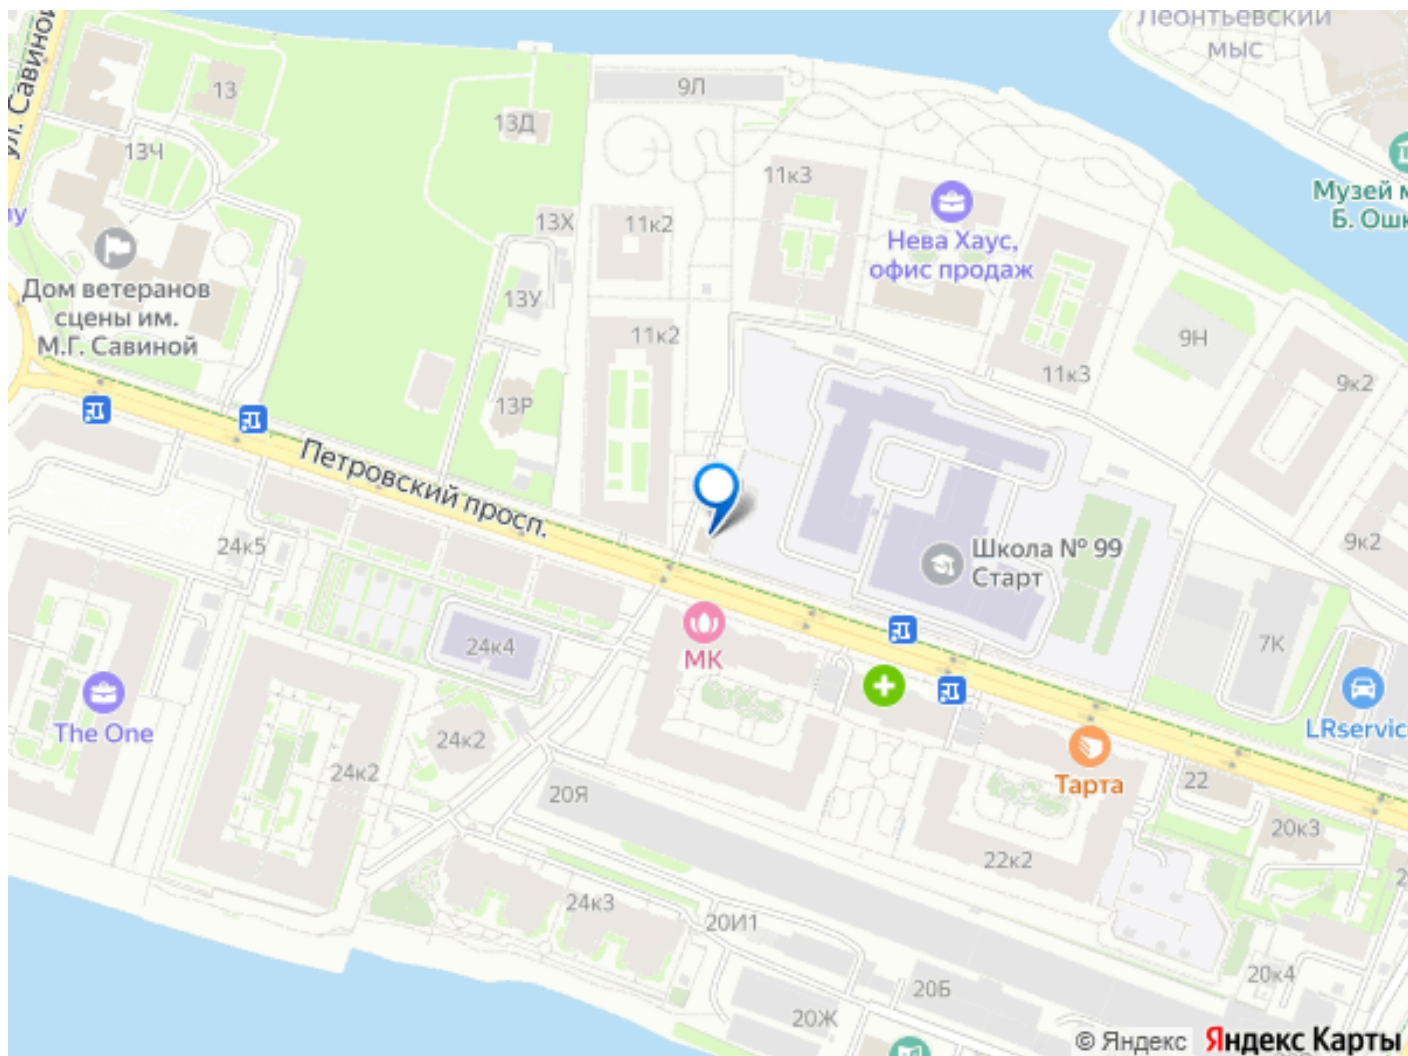 Леонтьевский
мыс
ул. Савиной
13
13Ч
13Д
9Л
11к3
Музей м
Б. Ошк
13Х
11к2
Нева Хаус,
офис продаж
Дом ветеранов
сцены им.
М.Г. Савиной
13У
11к2
9Н
11к3
9к2
13Р
Петровский просп.
24к5
Школа № 99
Старт
9к2
24к4
МК
7К
The One
24к2
24к2
LRservic
Тарта
22
20Я
20к3
22к2
24к3
20И1
20Б
20к4
20Ж
© Яндекс
Яндекс Карты